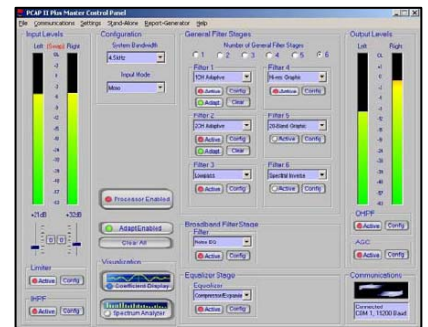 PCAP II Plus Master Control Panel
File Communications Settings Stand-Alone Report-Generator Help
Input Levels
Left [Swap] Right
+21dB +32dB
Limiter
Active Config
IHPF
Active Config
Configuration
System Bandwidth
4.5kHz
Input Mode
Mono
Processor Enabled
Adapt Enabled
Clear All
Visualization
Coefficient Display
Spectrum Analyzer
General Filter Stages
Number of General Filter Stages
1 2 3 4 5 6
Filter 1
1CH Adaptive
Active Config
Adapt Clear
Filter 2
2CH Adaptive
Active Config
Adapt Clear
Filter 3
Lowpass
Active Config
Filter 4
Hi-res Graphic
Active Config
Filter 5
20-Band Graphic
Active Config
Filter 6
Spectral Inverse
Active Config
Broadband Filter Stage
Filter
Noise EQ
Active Config
Equalizer Stage
Equalizer
Compressor/Expande
Active Config
Output Levels
Left Right
OHPF
Active Config
AGC
Active Config
Communications
Connected
COM 1, 115200 Baud